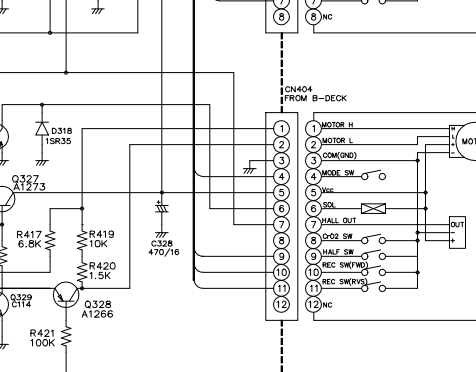 7 7
8 8 NC
CN404
FROM B-DECK
1 1 MOTOR H
2 2 MOTOR L
3 3 COM(GND)
4 4 MODE SW
5 5 Vcc
6 6 SOL
7 7 HALL OUT
8 8 CrO2 SW
9 9 HALF SW
10 10 REC SW(FWD)
11 11 REC SW(RVS)
12 12 NC
H
L
+
-
MOT
OUT
-
+
D318
1SR35
Q327
A1273
R417
6.8K
R419
10K
R420
1.5K
C328
470/16
Q329
C114
Q328
A1266
R421
100K